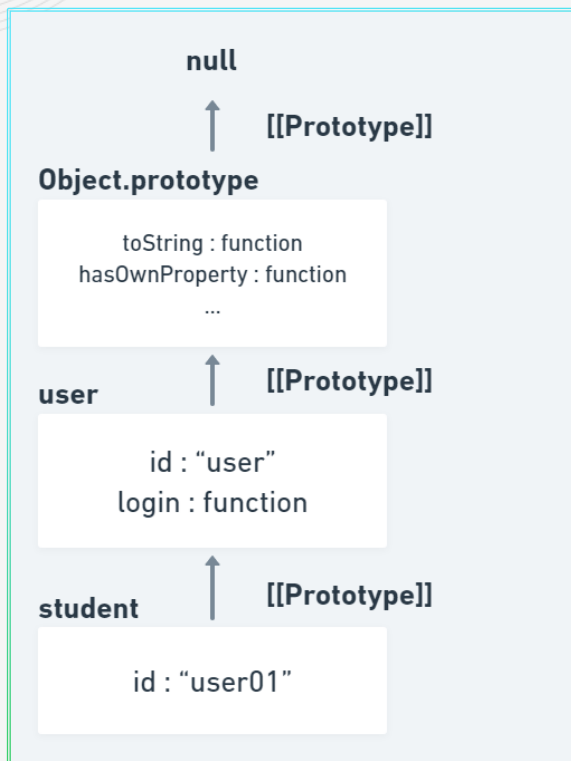 null
[[Prototype]]
Object.prototype
toString : function
hasOwnProperty : function
...
[[Prototype]]
user
id : “user”
login : function
[[Prototype]]
student
id : “user01”